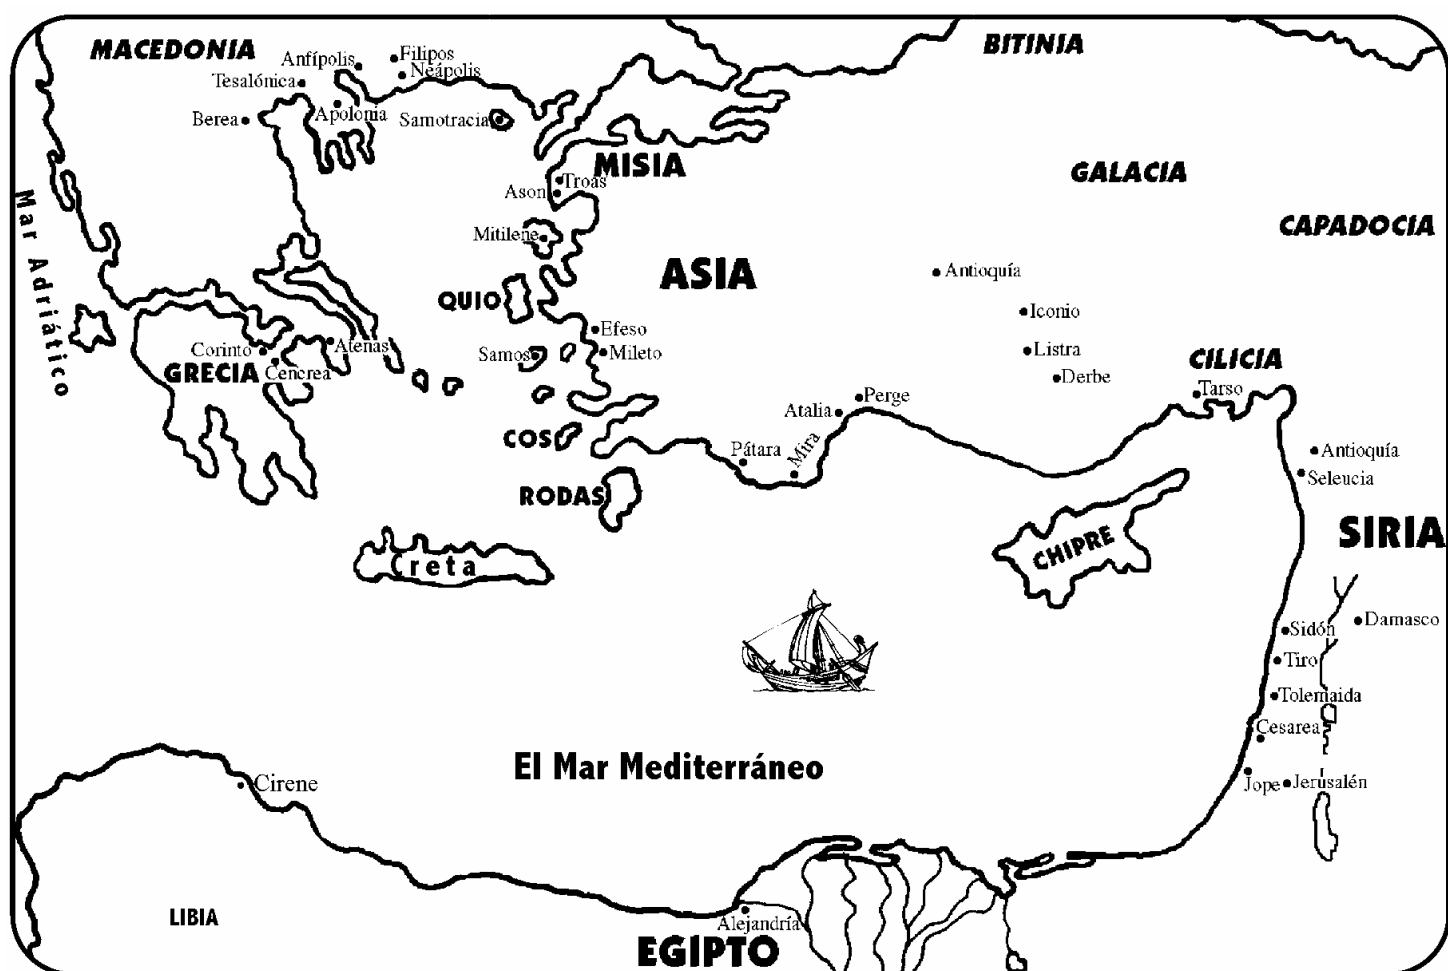 MACEDONIA
Anfípolis
Filipos
Neápolis
Tesalónica
Apolonia
Berea
Samotracia
BITINIA
MISIA
Troas
Ason
GALACIA
CAPADOCIA
Mar Adriático
Mitilene
ASIA
Antioquía
QUIO
Iconio
Efeso
Corinto
Atenas
Samos
Mileto
Listra
GRECIA
Cencrea
CILICIA
Derbe
Tarso
Perge
Atalia
COS
Pátara
Mira
Antioquía
Seleucia
RODAS
SIRIA
CHIPRE
Creta
Sidón
Damasco
Tiro
Tolemaida
Cesarea
El Mar Mediterráneo
Cirene
Jope
Jerusalén
LIBIA
Alejandría
EGIPTO